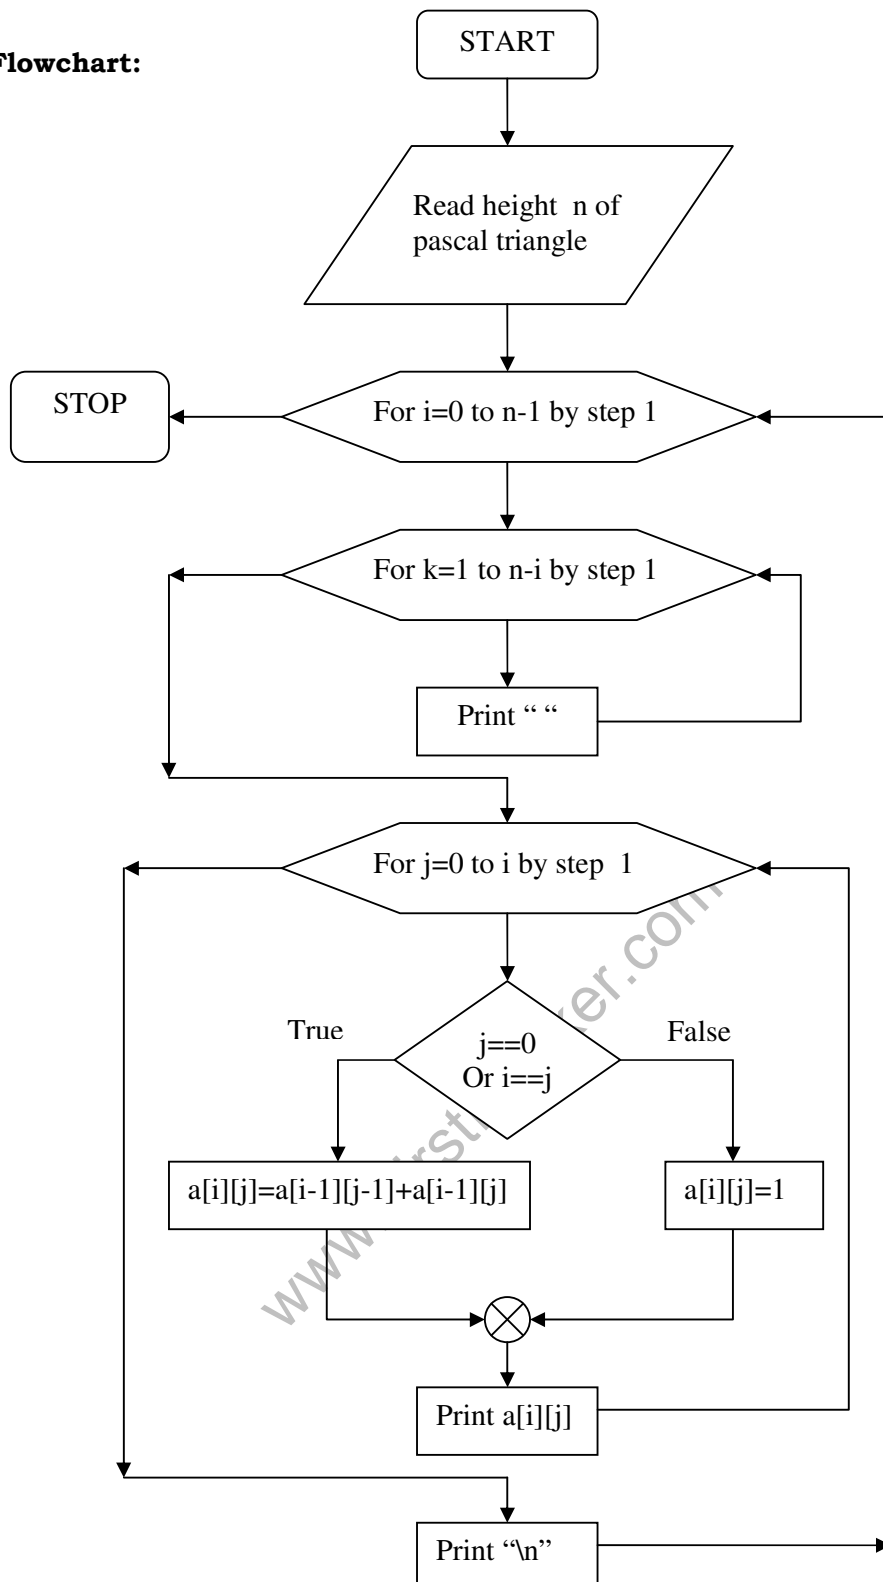 Flowchart:
START
Read height n of
pascal triangle
STOP
For i=0 to n-1 by step 1
For k=1 to n-i by step 1
Print “ “
For j=0 to i by step 1
True
j==0
Or i==j
False
a[i][j]=a[i-1][j-1]+a[i-1][j]
a[i][j]=1
Print a[i][j]
Print “\n”